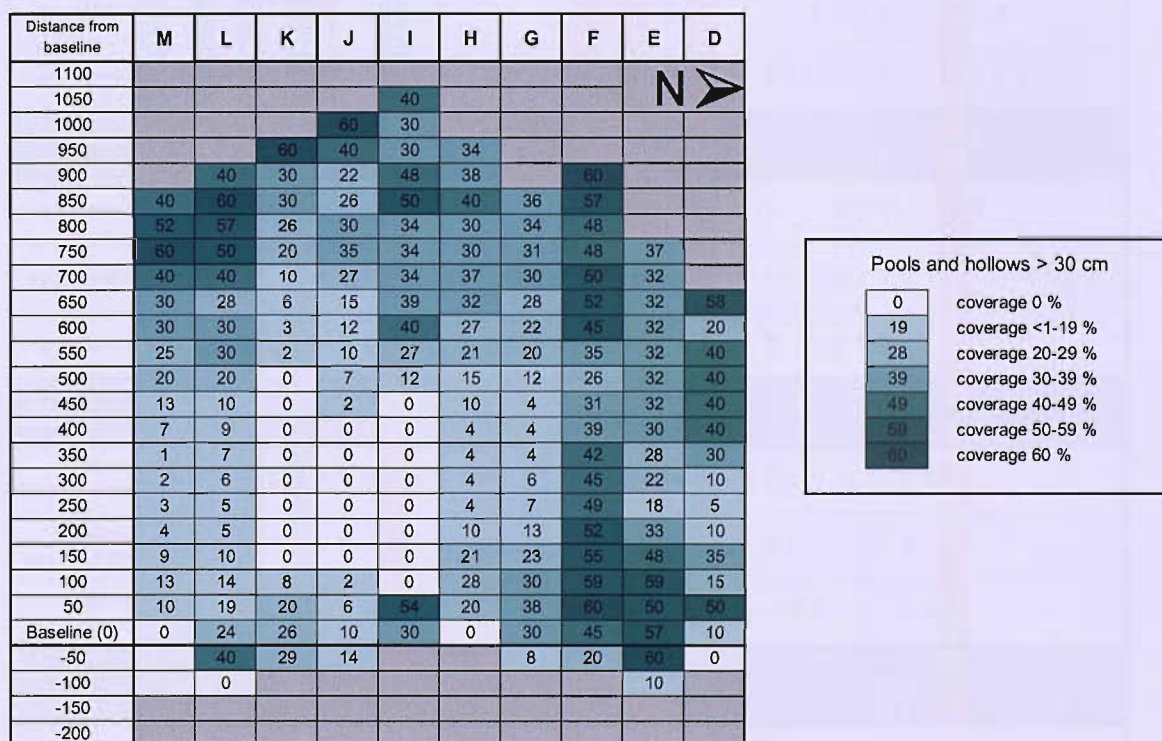 Distance from baseline M L K J I H G F E D
1100
N
1050 40
1000 60 30
950 60 40 30 34
900 40 30 22 48 38 60
850 40 60 30 26 50 40 36 57
800 52 57 26 30 34 30 34 48
750 60 50 20 35 34 30 31 48 37
700 40 40 10 27 34 37 30 50 32
650 30 28 6 15 39 32 28 52 32 58
600 30 30 3 12 40 27 22 45 32 20
550 25 30 2 10 27 21 20 35 32 40
500 20 20 0 7 12 15 12 26 32 40
450 13 10 0 2 0 10 4 31 32 40
400 7 9 0 0 0 4 4 39 30 40
350 1 7 0 0 0 4 4 42 28 30
300 2 6 0 0 0 4 6 45 22 10
250 3 5 0 0 0 4 7 49 18 5
200 4 5 0 0 0 10 13 52 33 10
150 9 10 0 0 0 21 23 55 48 35
100 13 14 8 2 0 28 30 59 59 15
50 10 19 20 6 54 20 38 60 50 50
Baseline (0) 0 24 26 10 30 0 30 45 57 10
-50 40 29 14 8 20 60 0
-100 0 10
-150
-200
Pools and hollows > 30 cm
0 coverage 0 %
19 coverage <1-19 %
28 coverage 20-29 %
39 coverage 30-39 %
49 coverage 40-49 %
59 coverage 50-59 %
60 coverage 60 %